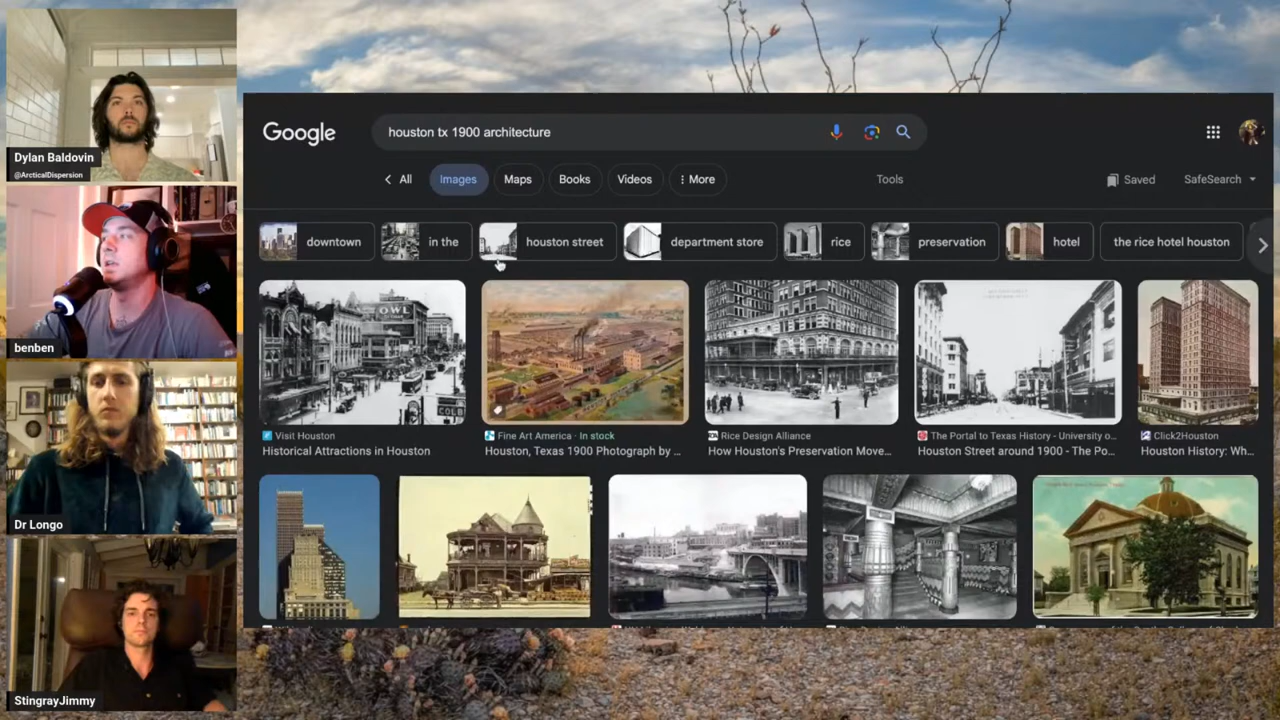 Dylan Baldovin
@ArcticalDispersion
benben
Dr Longo
StingrayJimmy
Google
houston tx 1900 architecture
All
Images
Maps
Books
Videos
More
Tools
Saved
SafeSearch
downtown
in the
houston street
department store
rice
preservation
hotel
the rice hotel houston
OWL
COLB
Visit Houston
Historical Attractions in Houston
Fine Art America · In stock
Houston, Texas 1900 Photograph by ...
Rice Design Alliance
How Houston's Preservation Move...
The Portal to Texas History - University o...
Houston Street around 1900 - The Po...
Click2Houston
Houston History: Wh...